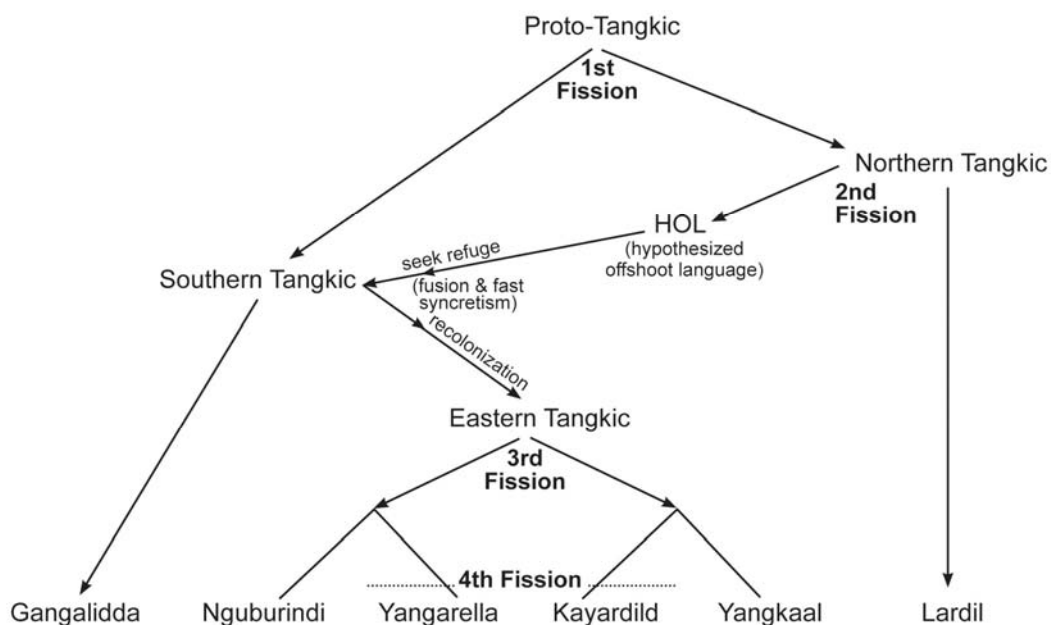 Proto-Tangkic
1st
Fission
Northern Tangkic
2nd
Fission
HOL
(hypothesized
offshoot language)
seek refuge
(fusion & fast
syncretism)
Southern Tangkic
recolonization
Eastern Tangkic
3rd
Fission
4th Fission
Gangalidda Nguburindi Yangarella Kayardild Yangkaal Lardil